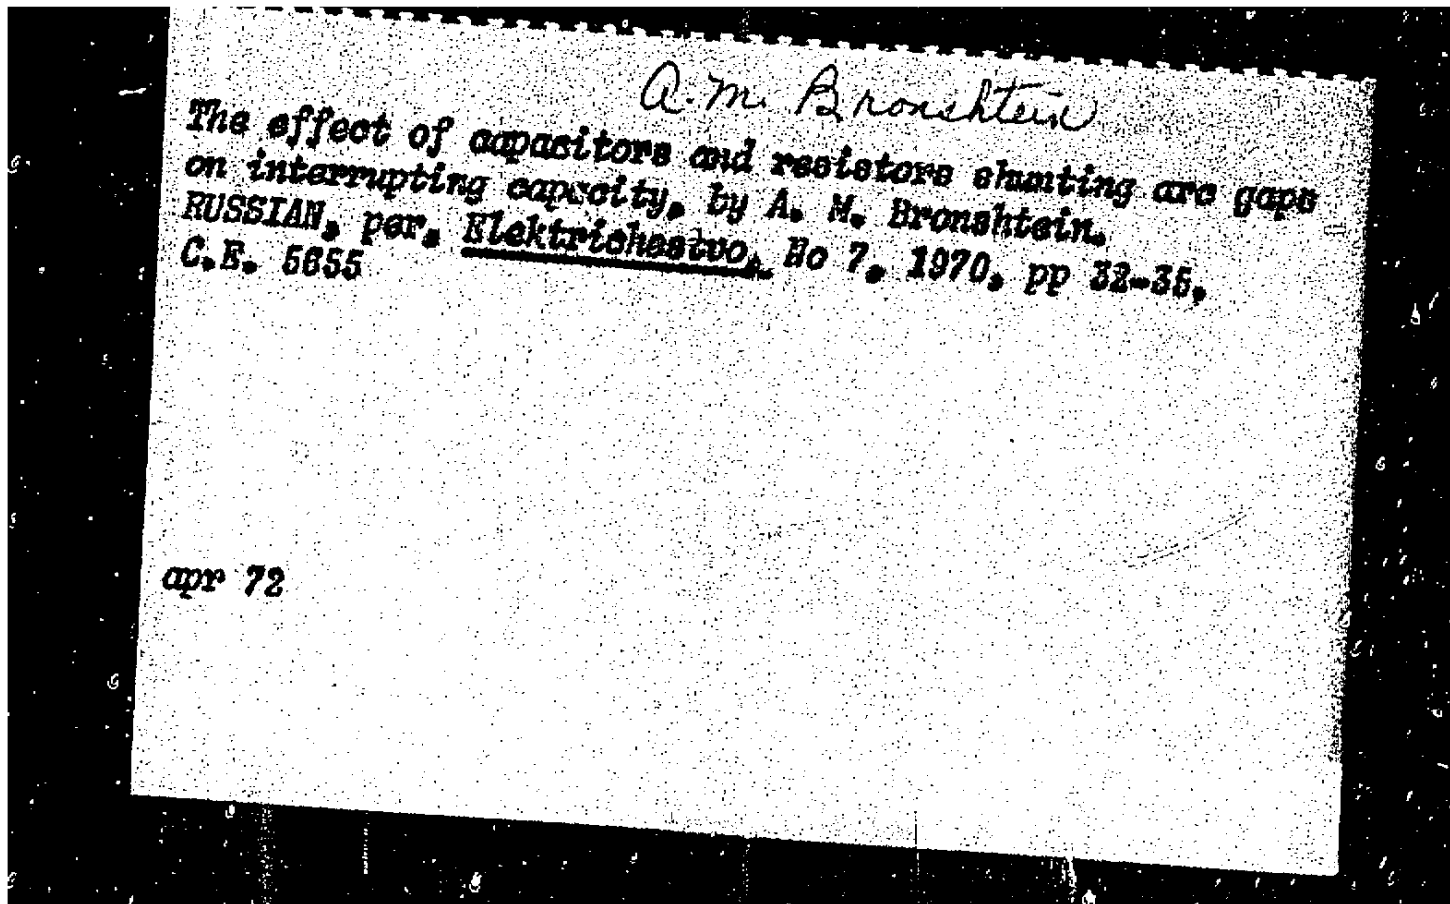 A. M. Bronshtein
The effect of capacitors and resistors shunting arc gaps
on interrupting capacity, by A. M. Bronshtein.
RUSSIAN, per, Elektrichestvo, No 7, 1970, pp 32-35.
C.E. 5655
apr 72